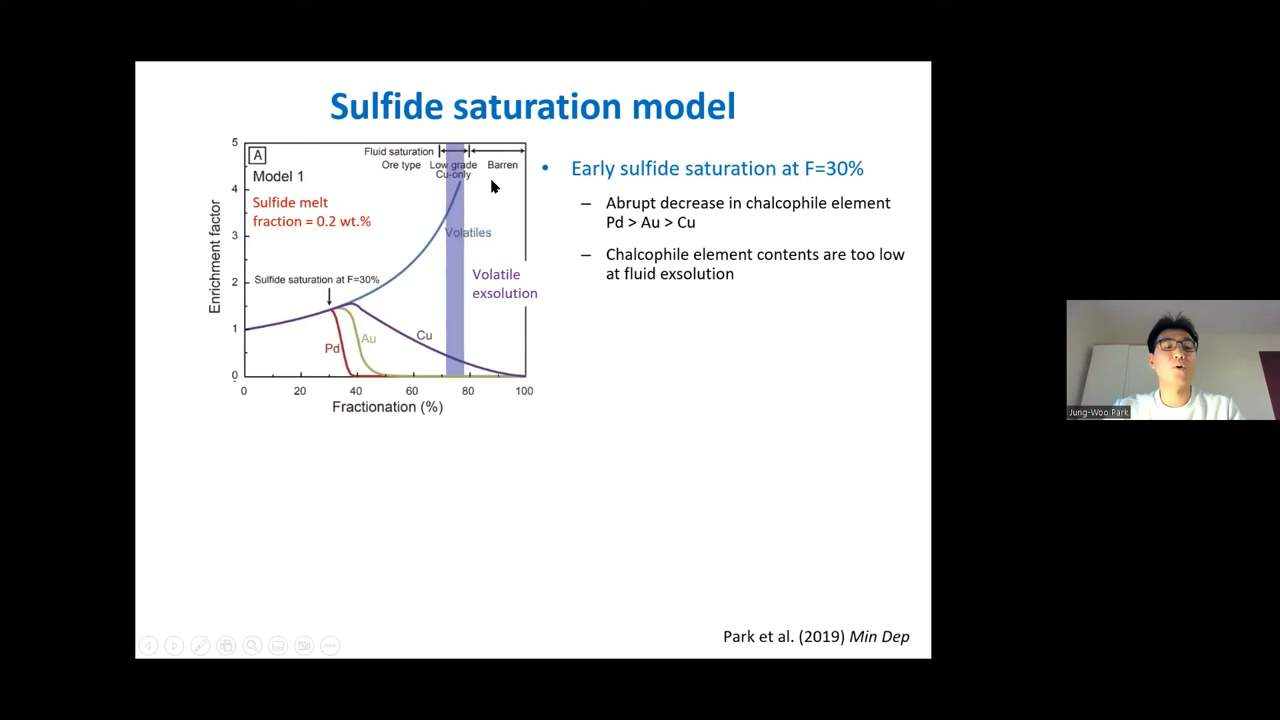 Sulfide saturation model
A
Model 1
Sulfide melt
fraction = 0.2 wt.%
Fluid saturation
Ore type
Low grade
Cu-only
Barren
Volatiles
Volatile
exsolution
Sulfide saturation at F=30%
Pd
Au
Cu
Enrichment factor
5
4
3
2
1
0
0 20 40 60 80 100
Fractionation (%)
• Early sulfide saturation at F=30%
– Abrupt decrease in chalcophile element
Pd > Au > Cu
– Chalcophile element contents are too low
at fluid exsolution
Park et al. (2019) Min Dep
Jung-Woo Park